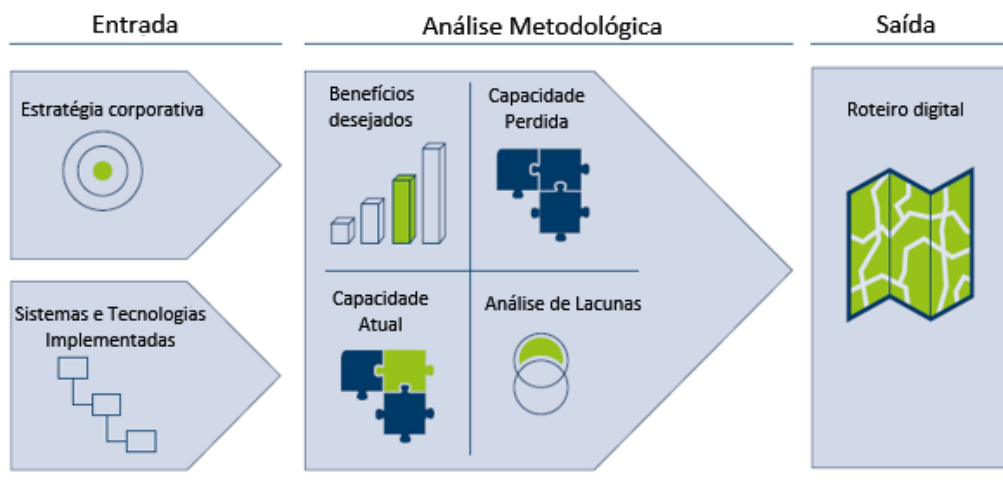 Entrada
Análise Metodológica
Saída
Estratégia corporativa
Benefícios
desejados
Capacidade
Perdida
Roteiro digital
Sistemas e Tecnologias
Implementadas
Capacidade
Atual
Análise de Lacunas